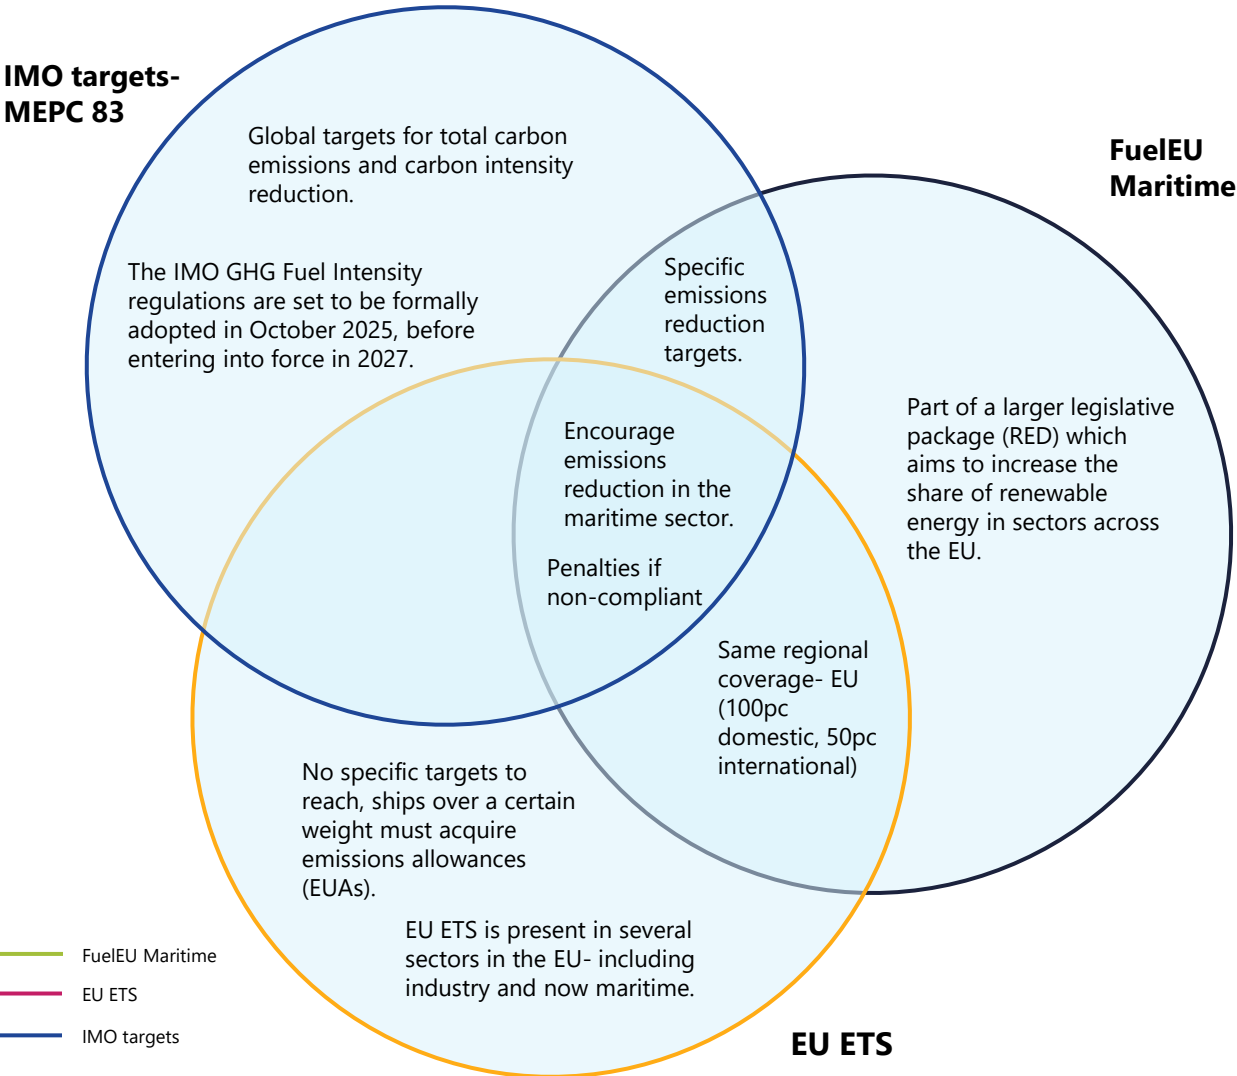 IMO targets-
MEPC 83
Global targets for total carbon
emissions and carbon intensity
reduction.
The IMO GHG Fuel Intensity
regulations are set to be formally
adopted in October 2025, before
entering into force in 2027.
FuelEU
Maritime
Specific
emissions
reduction
targets.
Part of a larger legislative
package (RED) which
aims to increase the
share of renewable
energy in sectors across
the EU.
Encourage
emissions
reduction in the
maritime sector.
Penalties if
non-compliant
Same regional
coverage- EU
(100pc
domestic, 50pc
international)
No specific targets to
reach, ships over a certain
weight must acquire
emissions allowances
(EUAs).
EU ETS is present in several
sectors in the EU- including
industry and now maritime.
EU ETS
FuelEU Maritime
EU ETS
IMO targets